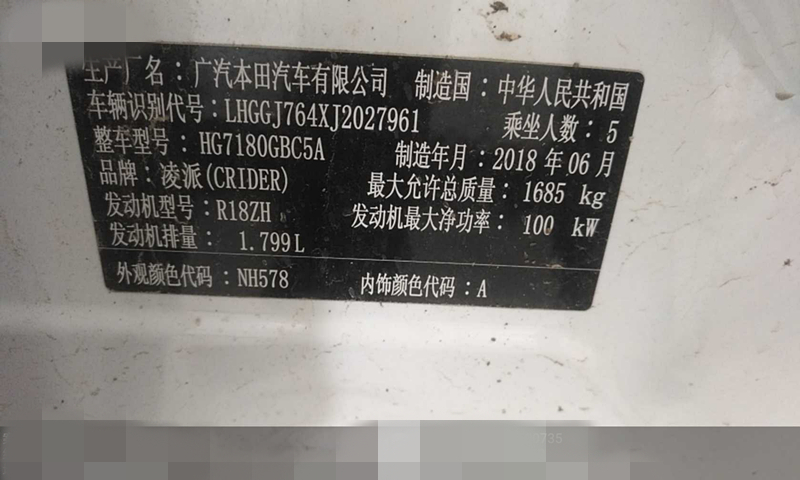 生产厂名：广汽本田汽车有限公司 制造国：中华人民共和国
车辆识别代号：LHGGJ764XJ2027961 乘坐人数：5
整车型号：HG7180GBC5A 制造年月：2018年06月
品牌：凌派(CRIDER) 最大允许总质量：1685 kg
发动机型号：R18ZH 发动机最大净功率：100 kW
发动机排量：1.799L
外观颜色代码：NH578 内饰颜色代码：A
735